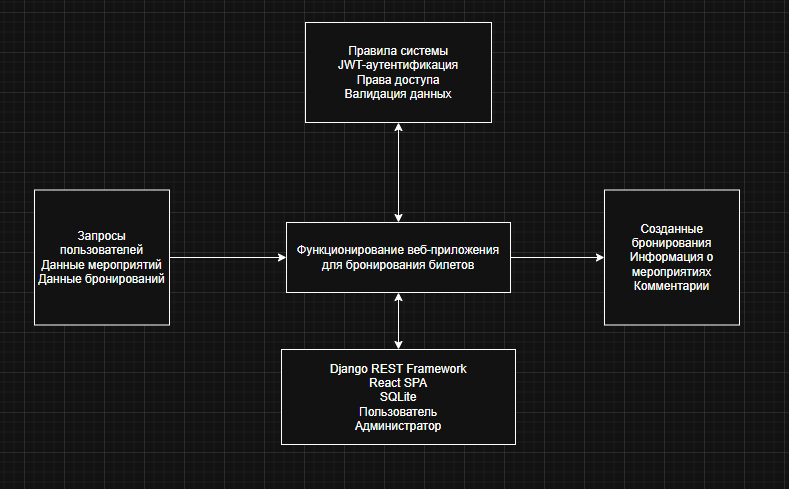 Правила системы
JWT-аутентификация
Права доступа
Валидация данных
Запросы
пользователей
Данные мероприятий
Данные бронирований
Функционирование веб-приложения
для бронирования билетов
Созданные
бронирования
Информация о
мероприятиях
Комментарии
Django REST Framework
React SPA
SQLite
Пользователь
Администратор